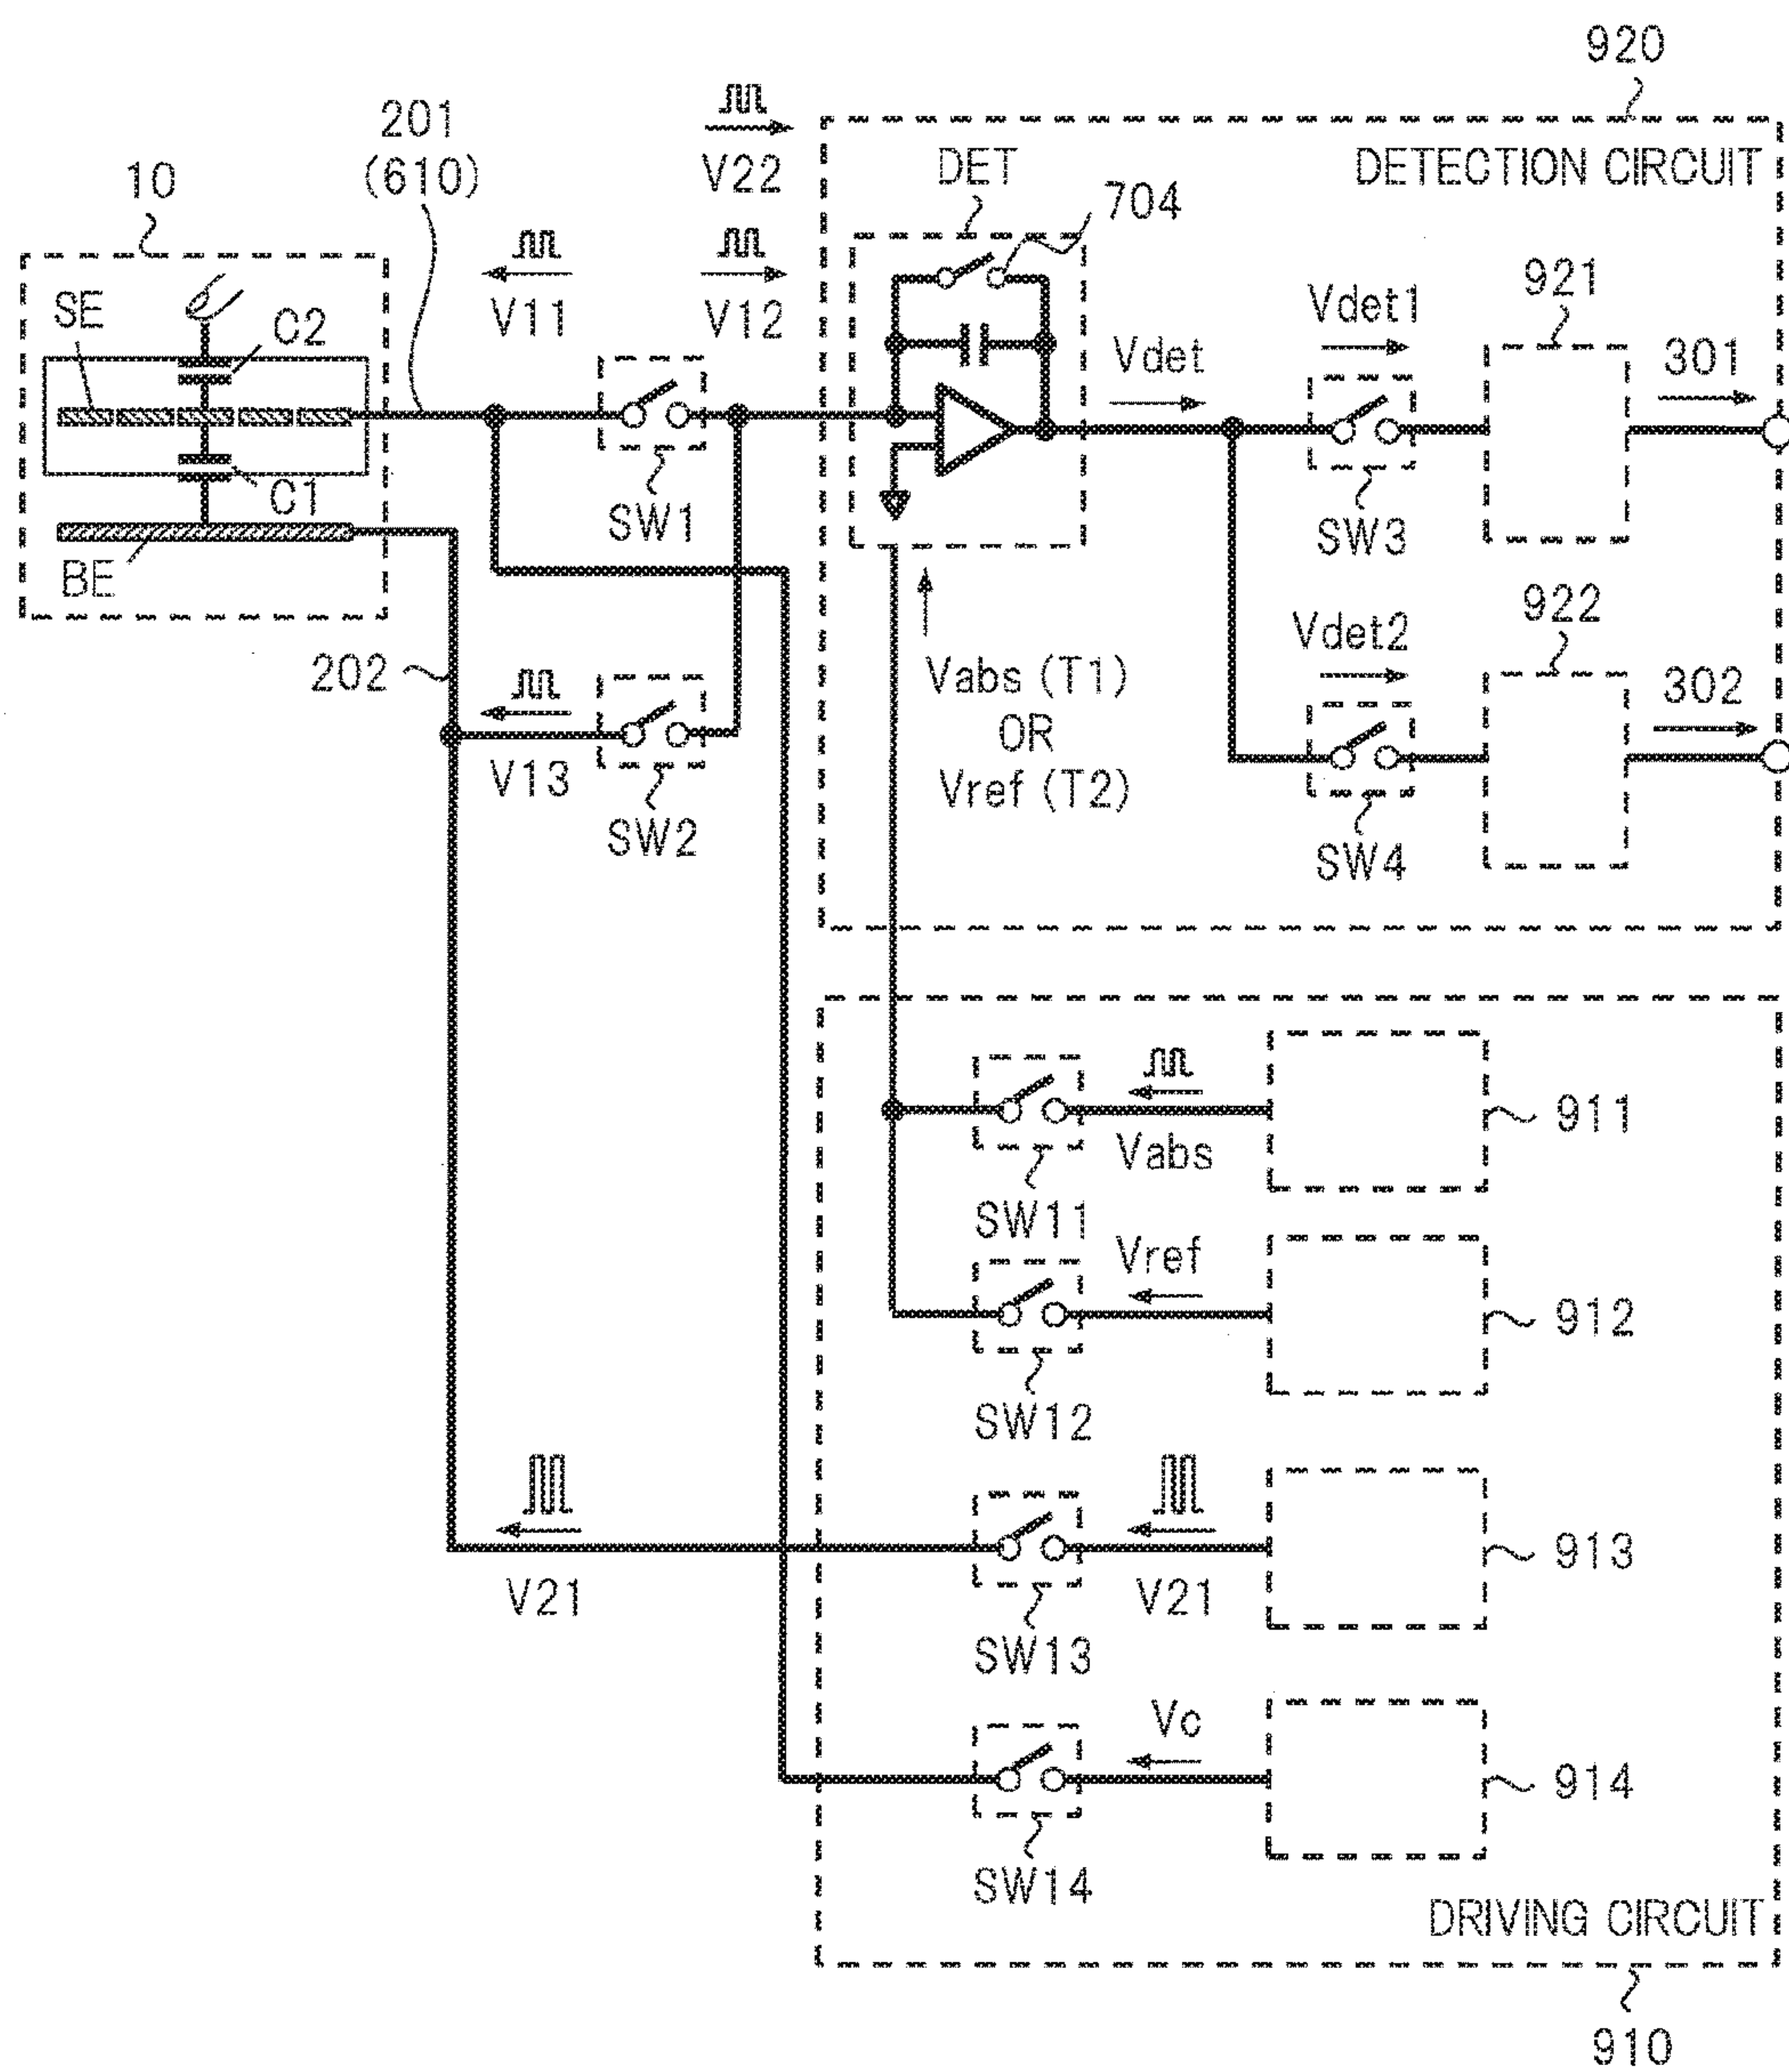 920
201
(610)
V22
DET
DETECTION CIRCUIT
10
704
V11
V12
921
SE
C2
Vdet1
Vdet
301
C1
SW1
SW3
BE
922
Vdet2
202
Vabs (T1)
OR
Vref (T2)
302
V13
SW2
SW4
911
Vabs
SW11
Vref
912
SW12
913
V21
V21
SW13
Vc
914
SW14
DRIVING CIRCUIT
910